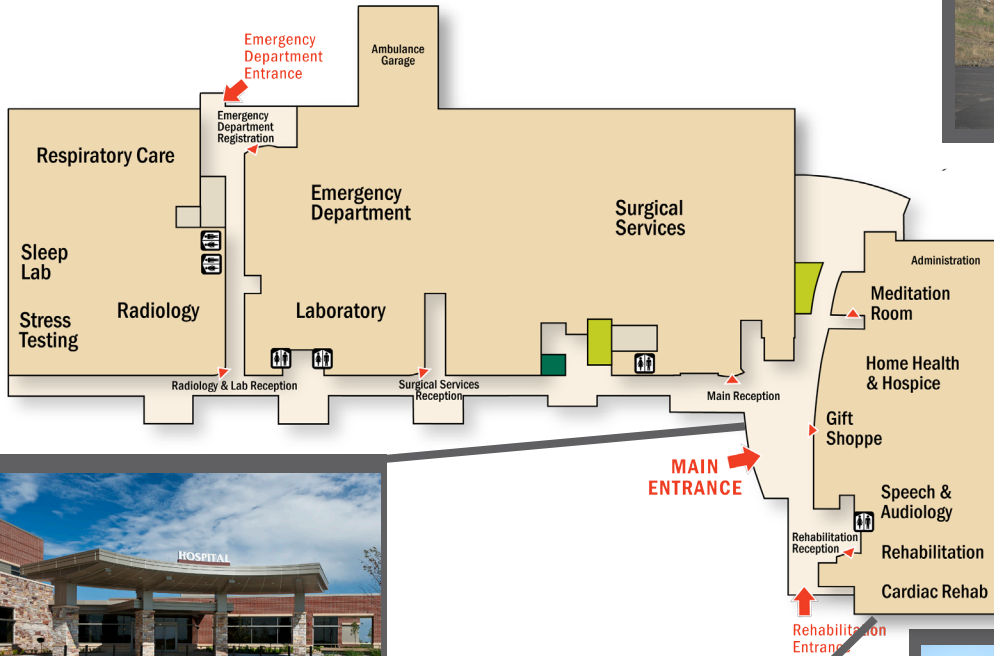 Emergency
Department
Entrance
Ambulance
Garage
Emergency
Department
Registration
Respiratory Care
Emergency
Department
Surgical
Services
Sleep
Lab
Administration
Meditation
Room
Radiology
Laboratory
Stress
Testing
Home Health
& Hospice
Radiology & Lab Reception
Surgical Services
Reception
Main Reception
Gift
Shoppe
MAIN
ENTRANCE
Speech &
Audiology
Rehabilitation
Reception
Rehabilitation
Cardiac Rehab
HOSPITAL
Rehabilitation
Entrance